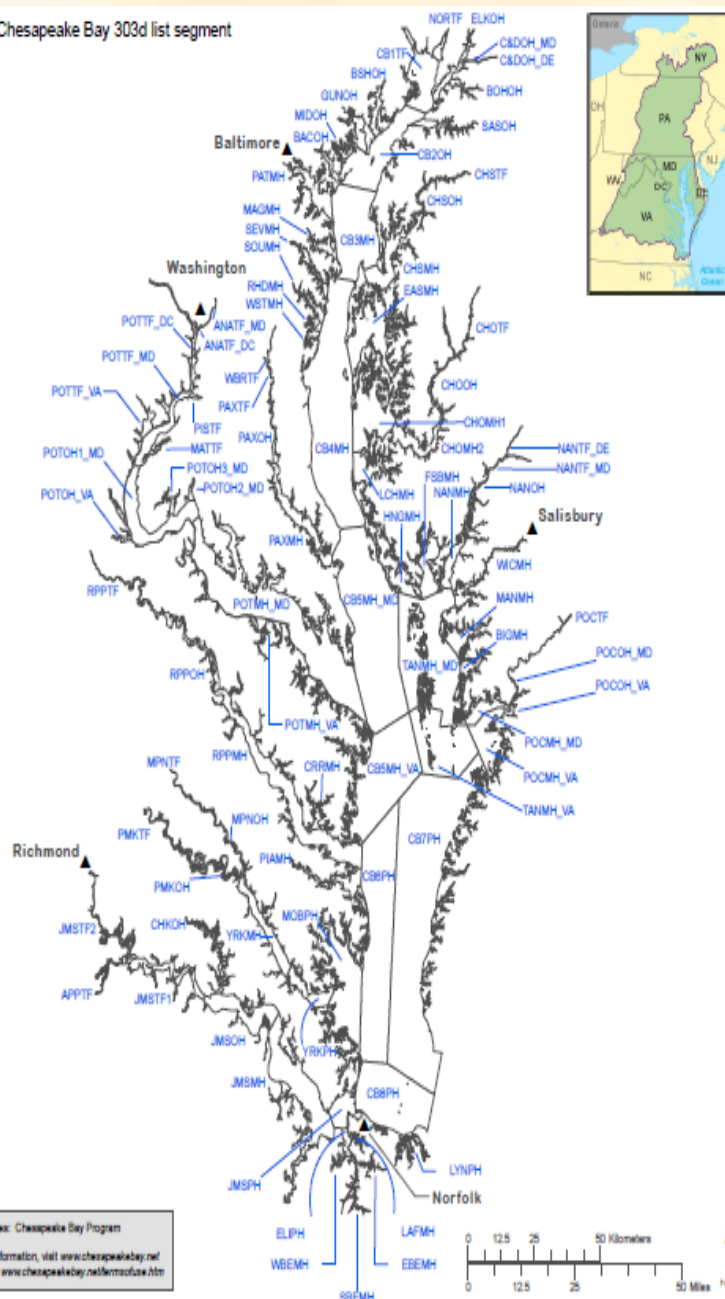 Chesapeake Bay 303d list segment
NORTF ELKOH
C&DOH_MD
C&DOH_DE
CB1TF
BSHOH
BOHOH
GUNOH
MIDOH
SASOH
BACOH
Baltimore
CB2OH
PATMH
CHSTF
CHSOH
MAGMH
SEVMH
SOUMH
CB3MH
Washington
CHSMH
RHDMH
EASMH
WSTMH
POTTF_DC
ANATF_MD
ANATF_DC
CHOTF
POTTF_MD
WBRTF
POTTF_VA
PAXTF
CHOOH
PISTF
CHOMH1
MATTF
PAXOH
CB4MH
CHOMH2
POTOH1_MD
NANTF_DE
POTOH3_MD
NANTF_MD
POTOH2_MD
LCHMH
FSBMH
NANMH
NANOH
POTOH_VA
HNGMH
Salisbury
PAXMH
WICMH
RPPTF
POTMH_MD
CB5MH_MD
MANMH
POCTF
BIGMH
TANMH_MD
POCOH_MD
RPPOH
POCOH_VA
POTMH_VA
POCMH_MD
RPPMH
MPNTF
CRRMH
CB5MH_VA
POCMH_VA
TANMH_VA
MPNOH
PMKTF
CB7PH
Richmond
PIAMH
CB6PH
PMKOH
MOBPH
CHKOH
YRKMH
JMSTF2
APPTF
JMSTF1
JMSOH
YRKPH
JMSMH
CB8PH
JMSPH
LYNPH
Norfolk
ELIPH
LAFMH
WBEMH
EBEMH
SBEMH
Ontario
NY
OH
PA
NJ
MD
WV
DC
DE
VA
NC
Atlantic
Ocean
es: Chesapeake Bay Program
formation, visit www.chesapeakebay.net
www.chesapeakebay.net/termsofuse.htm
0 12.5 25 50 Kilometers
0 12.5 25 50 Miles